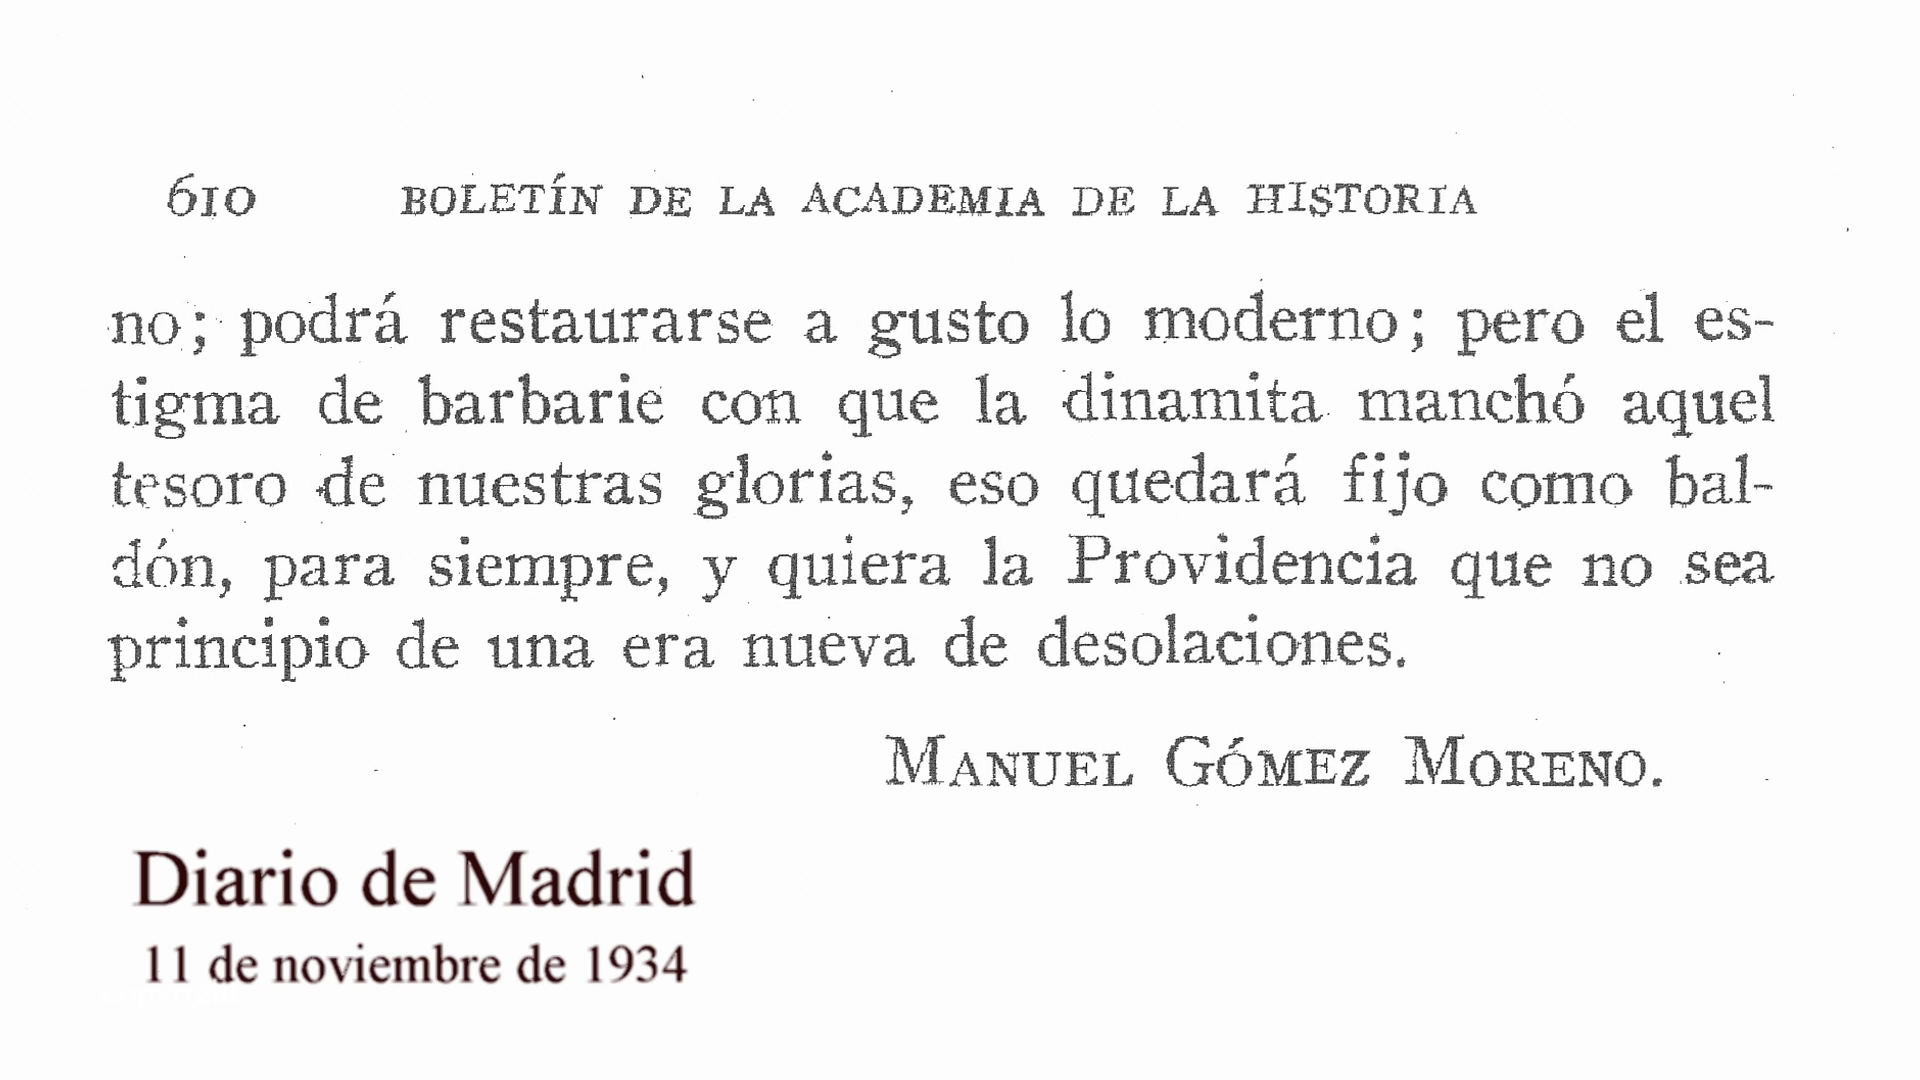 610 BOLETÍN DE LA ACADEMIA DE LA HISTORIA
no; podrá restaurarse a gusto lo moderno; pero el es-
tigma de barbarie con que la dinamita manchó aquel
tesoro de nuestras glorias, eso quedará fijo como bal-
dón, para siempre, y quiera la Providencia que no sea
principio de una era nueva de desolaciones.
MANUEL GÓMEZ MORENO.
Diario de Madrid
11 de noviembre de 1934